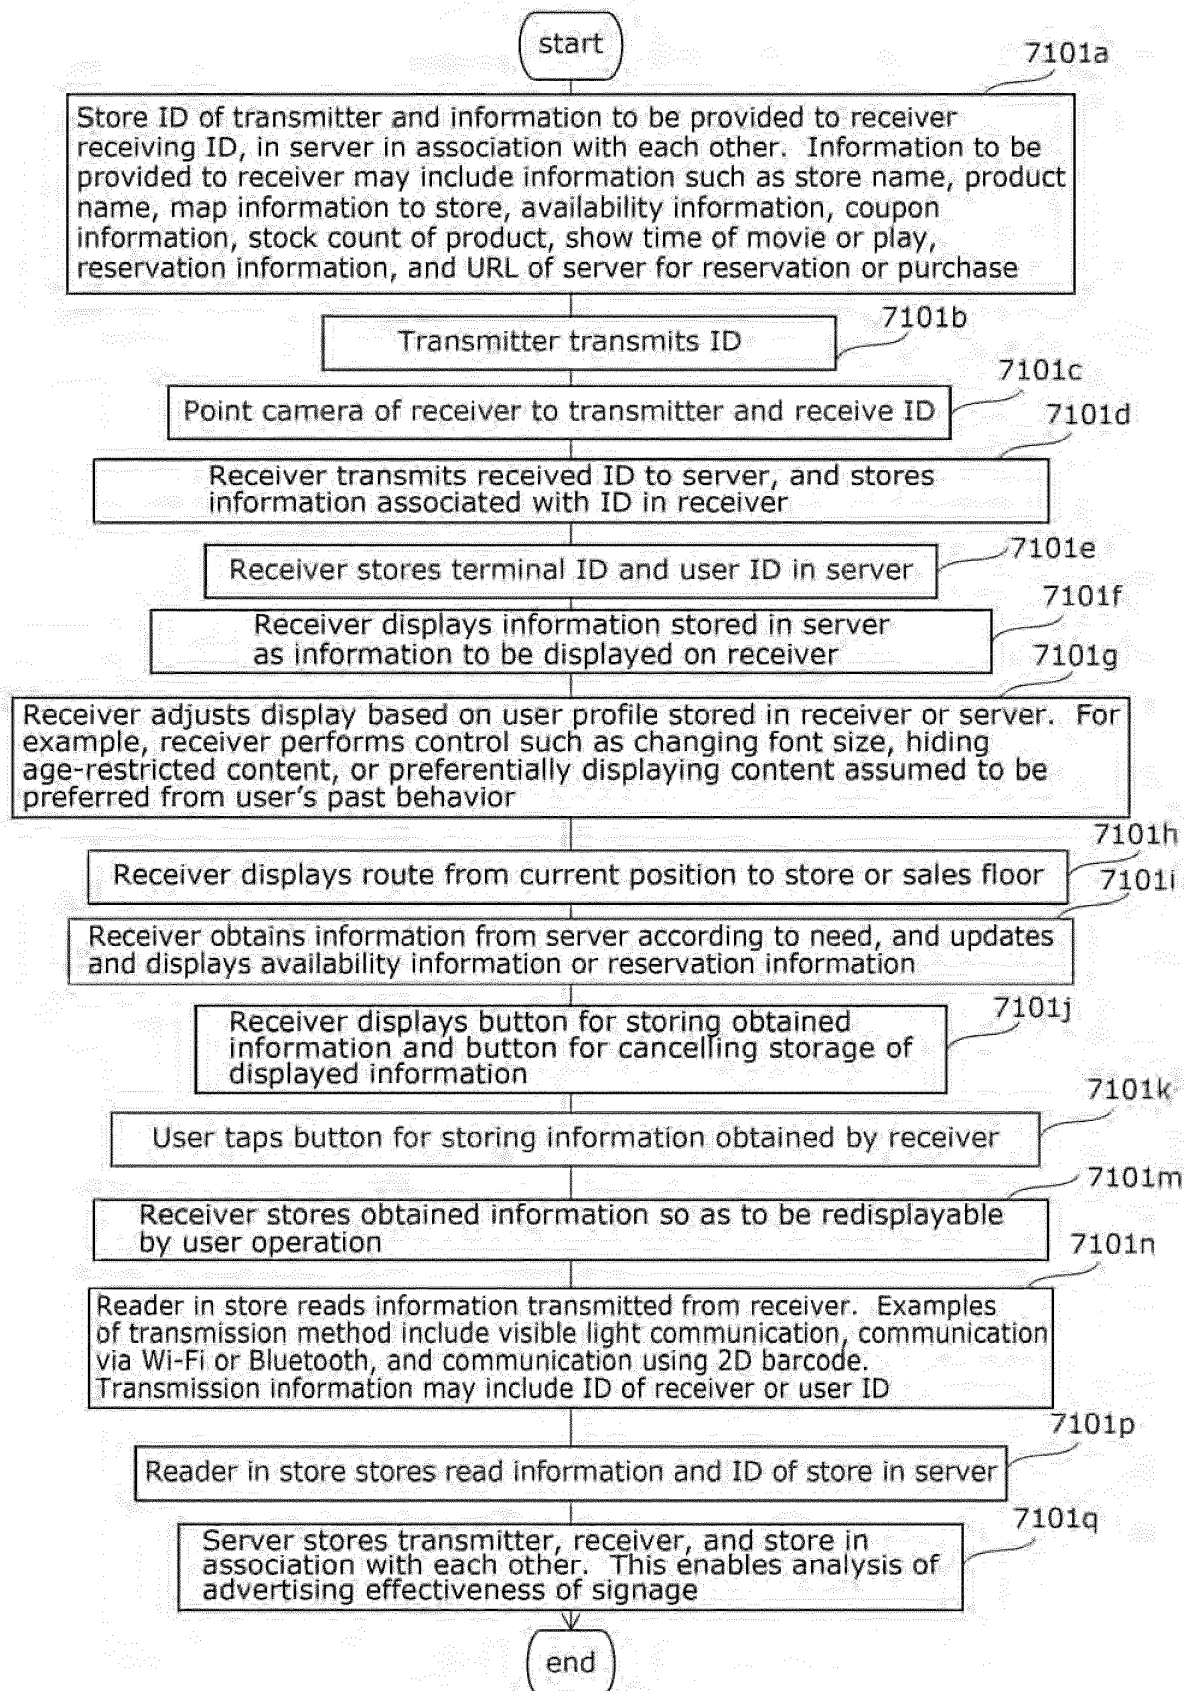 start
7101a
Store ID of transmitter and information to be provided to receiver
receiving ID, in server in association with each other. Information to be
provided to receiver may include information such as store name, product
name, map information to store, availability information, coupon
information, stock count of product, show time of movie or play,
reservation information, and URL of server for reservation or purchase
7101b
Transmitter transmits ID
7101c
Point camera of receiver to transmitter and receive ID
7101d
Receiver transmits received ID to server, and stores
information associated with ID in receiver
7101e
Receiver stores terminal ID and user ID in server
7101f
Receiver displays information stored in server
as information to be displayed on receiver
7101g
Receiver adjusts display based on user profile stored in receiver or server. For
example, receiver performs control such as changing font size, hiding
age-restricted content, or preferentially displaying content assumed to be
preferred from user's past behavior
7101h
Receiver displays route from current position to store or sales floor
7101i
Receiver obtains information from server according to need, and updates
and displays availability information or reservation information
7101j
Receiver displays button for storing obtained
information and button for cancelling storage of
displayed information
7101k
User taps button for storing information obtained by receiver
7101m
Receiver stores obtained information so as to be redisplayable
by user operation
7101n
Reader in store reads information transmitted from receiver. Examples
of transmission method include visible light communication, communication
via Wi-Fi or Bluetooth, and communication using 2D barcode.
Transmission information may include ID of receiver or user ID
7101p
Reader in store stores read information and ID of store in server
7101q
Server stores transmitter, receiver, and store in
association with each other. This enables analysis of
advertising effectiveness of signage
end